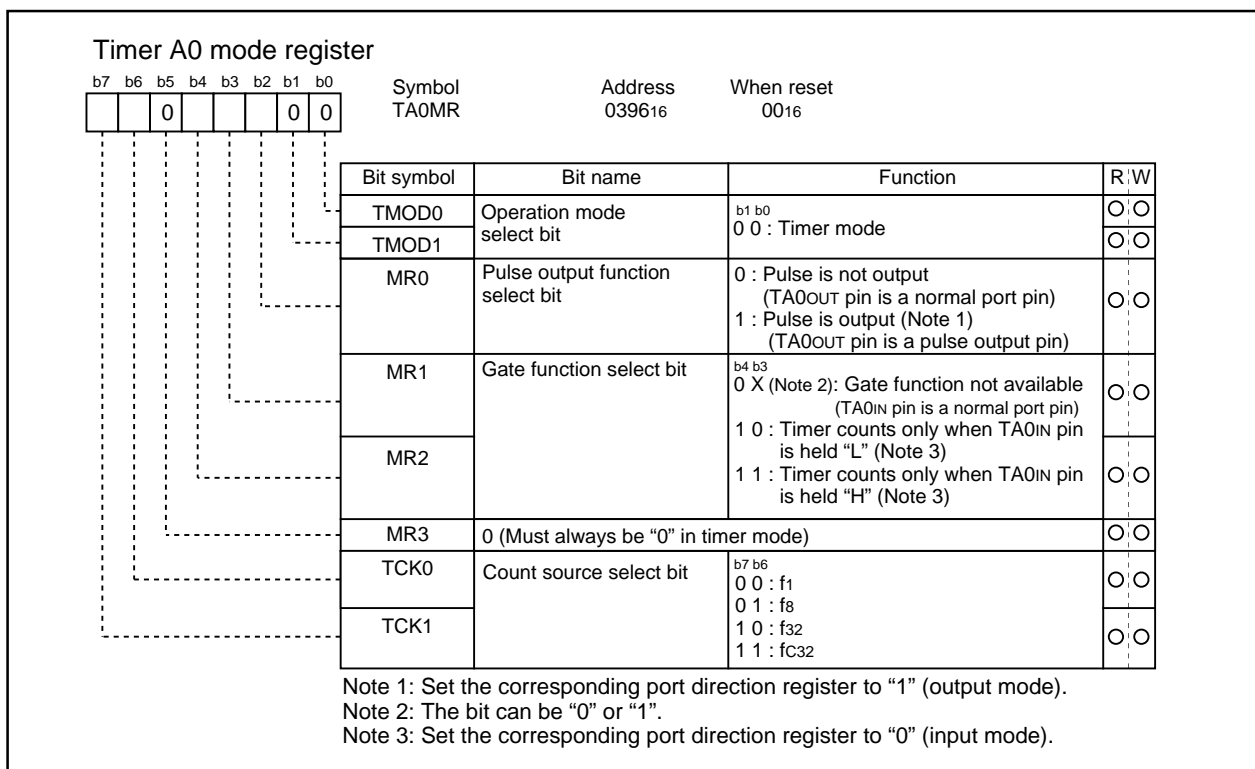 Timer A0 mode register
b7 b6 b5 b4 b3 b2 b1 b0
0 0 0
Symbol Address When reset
TA0MR 039616 0016
Bit symbol Bit name Function R W
TMOD0 Operation mode select bit
TMOD1
b1 b0
0 0 : Timer mode
MR0 Pulse output function select bit
0 : Pulse is not output
(TA0OUT pin is a normal port pin)
1 : Pulse is output (Note 1)
(TA0OUT pin is a pulse output pin)
MR1 Gate function select bit
MR2
b4 b3
0 X (Note 2): Gate function not available
(TA0IN pin is a normal port pin)
1 0 : Timer counts only when TA0IN pin
is held “L” (Note 3)
1 1 : Timer counts only when TA0IN pin
is held “H” (Note 3)
MR3 0 (Must always be “0” in timer mode)
TCK0 Count source select bit
TCK1
b7 b6
0 0 : f1
0 1 : f8
1 0 : f32
1 1 : fC32
Note 1: Set the corresponding port direction register to “1” (output mode).
Note 2: The bit can be “0” or “1”.
Note 3: Set the corresponding port direction register to “0” (input mode).